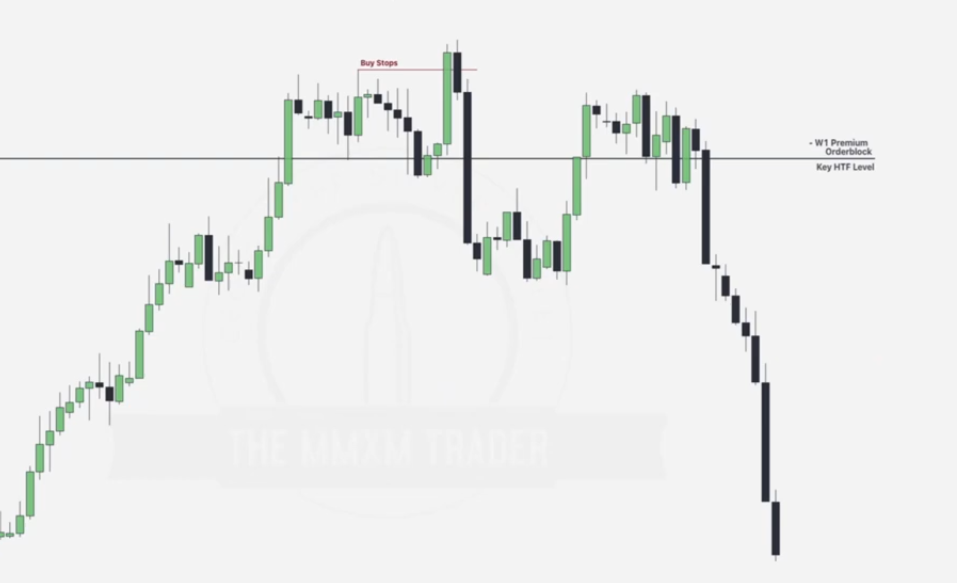 Buy Stops
- W1 Premium
Orderblock
Key HTF Level
THE MMXM TRADER